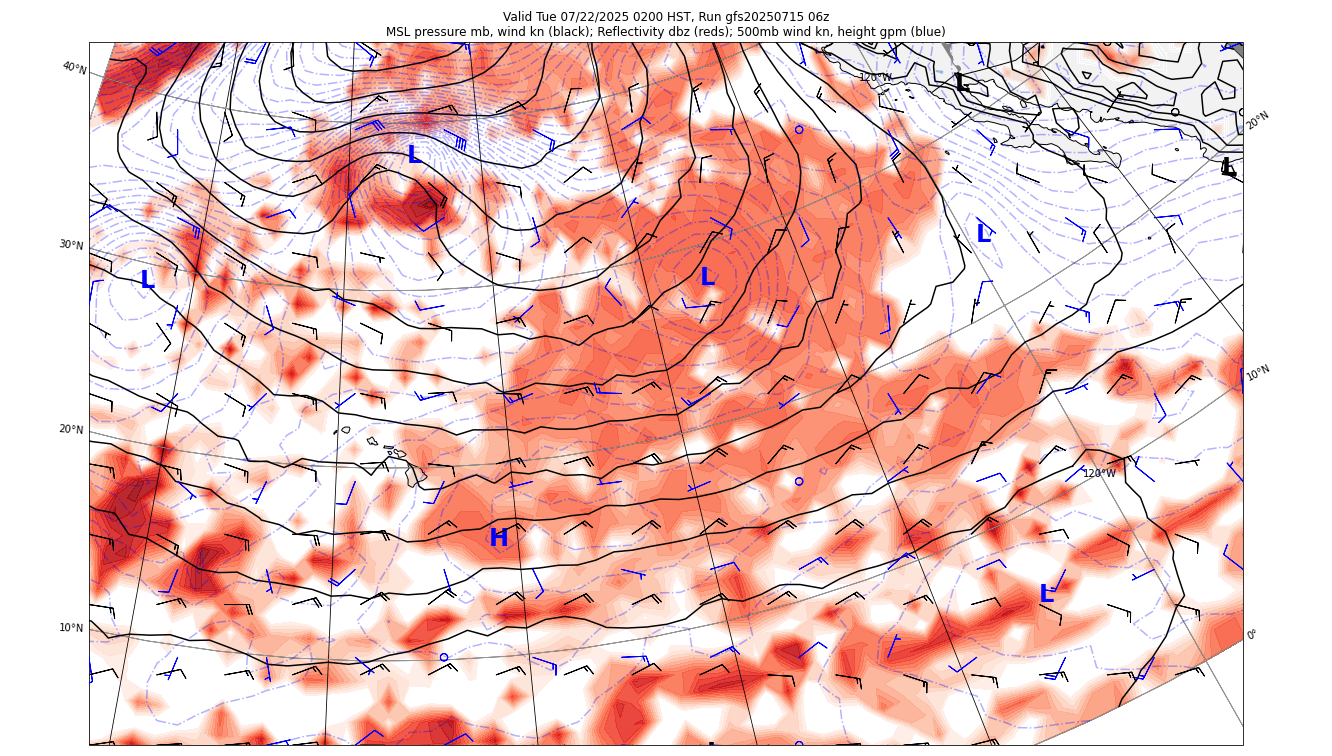 Valid Tue 07/22/2025 0200 HST, Run gfs20250715 06z
MSL pressure mb, wind kn (black); Reflectivity dbz (reds); 500mb wind kn, height gpm (blue)
40°N
120°W
L
20°N
L
L
30°N
L
L
L
10°N
20°N
120°W
H
L
10°N
0°